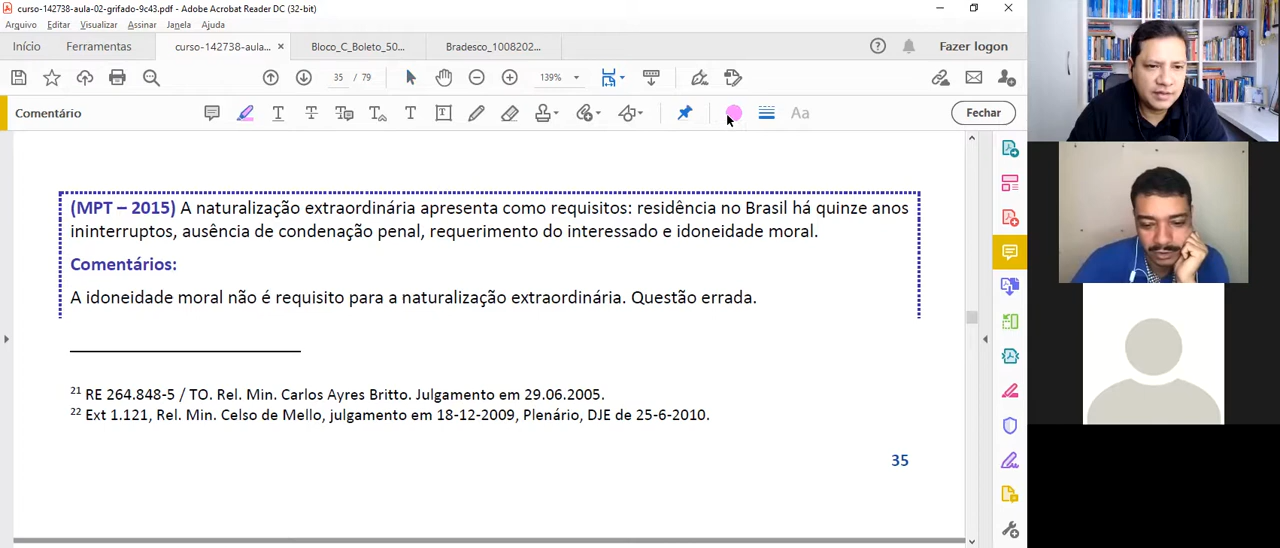 curso-142738-aula-02-grifado-9c43.pdf - Adobe Acrobat Reader DC (32-bit)
Arquivo Editar Visualizar Assinar Janela Ajuda
Início Ferramentas curso-142738-aula... × Bloco_C_Boleto_50... Bradesco_1008202... Fazer logon
35 / 79 139%
Comentário Aa Fechar
(MPT – 2015) A naturalização extraordinária apresenta como requisitos: residência no Brasil há quinze anos
ininterruptos, ausência de condenação penal, requerimento do interessado e idoneidade moral.
Comentários:
A idoneidade moral não é requisito para a naturalização extraordinária. Questão errada.
21 RE 264.848-5 / TO. Rel. Min. Carlos Ayres Britto. Julgamento em 29.06.2005.
22 Ext 1.121, Rel. Min. Celso de Mello, julgamento em 18-12-2009, Plenário, DJE de 25-6-2010.
35